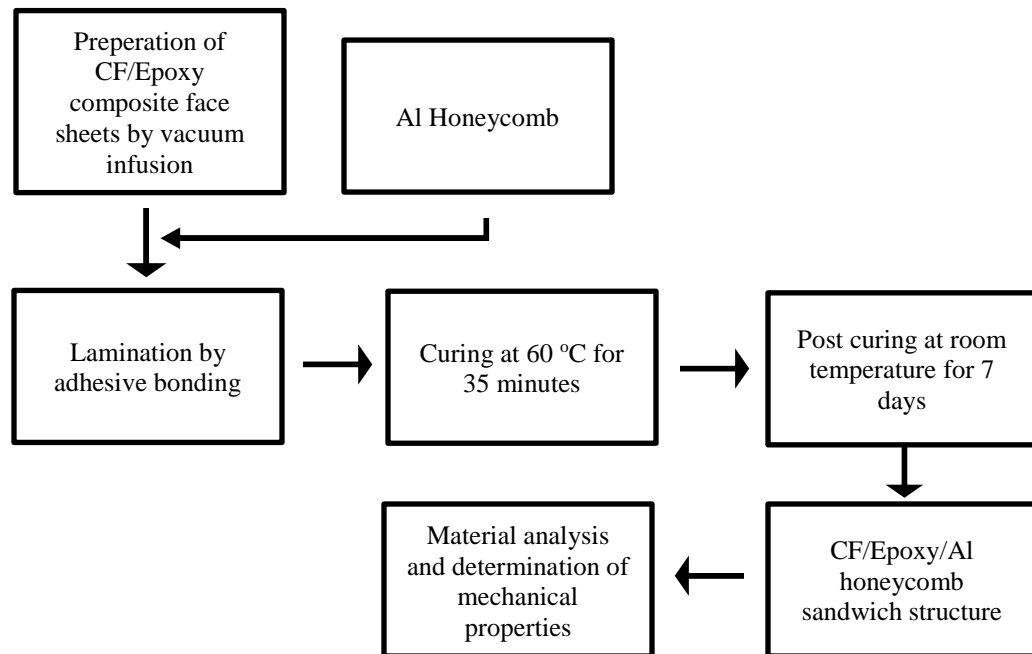 Preperation of
CF/Epoxy
composite face
sheets by vacuum
infusion
Al Honeycomb
Lamination by
adhesive bonding
Curing at 60 ºC for
35 minutes
Post curing at room
temperature for 7
days
CF/Epoxy/Al
honeycomb
sandwich structure
Material analysis
and determination of
mechanical
properties